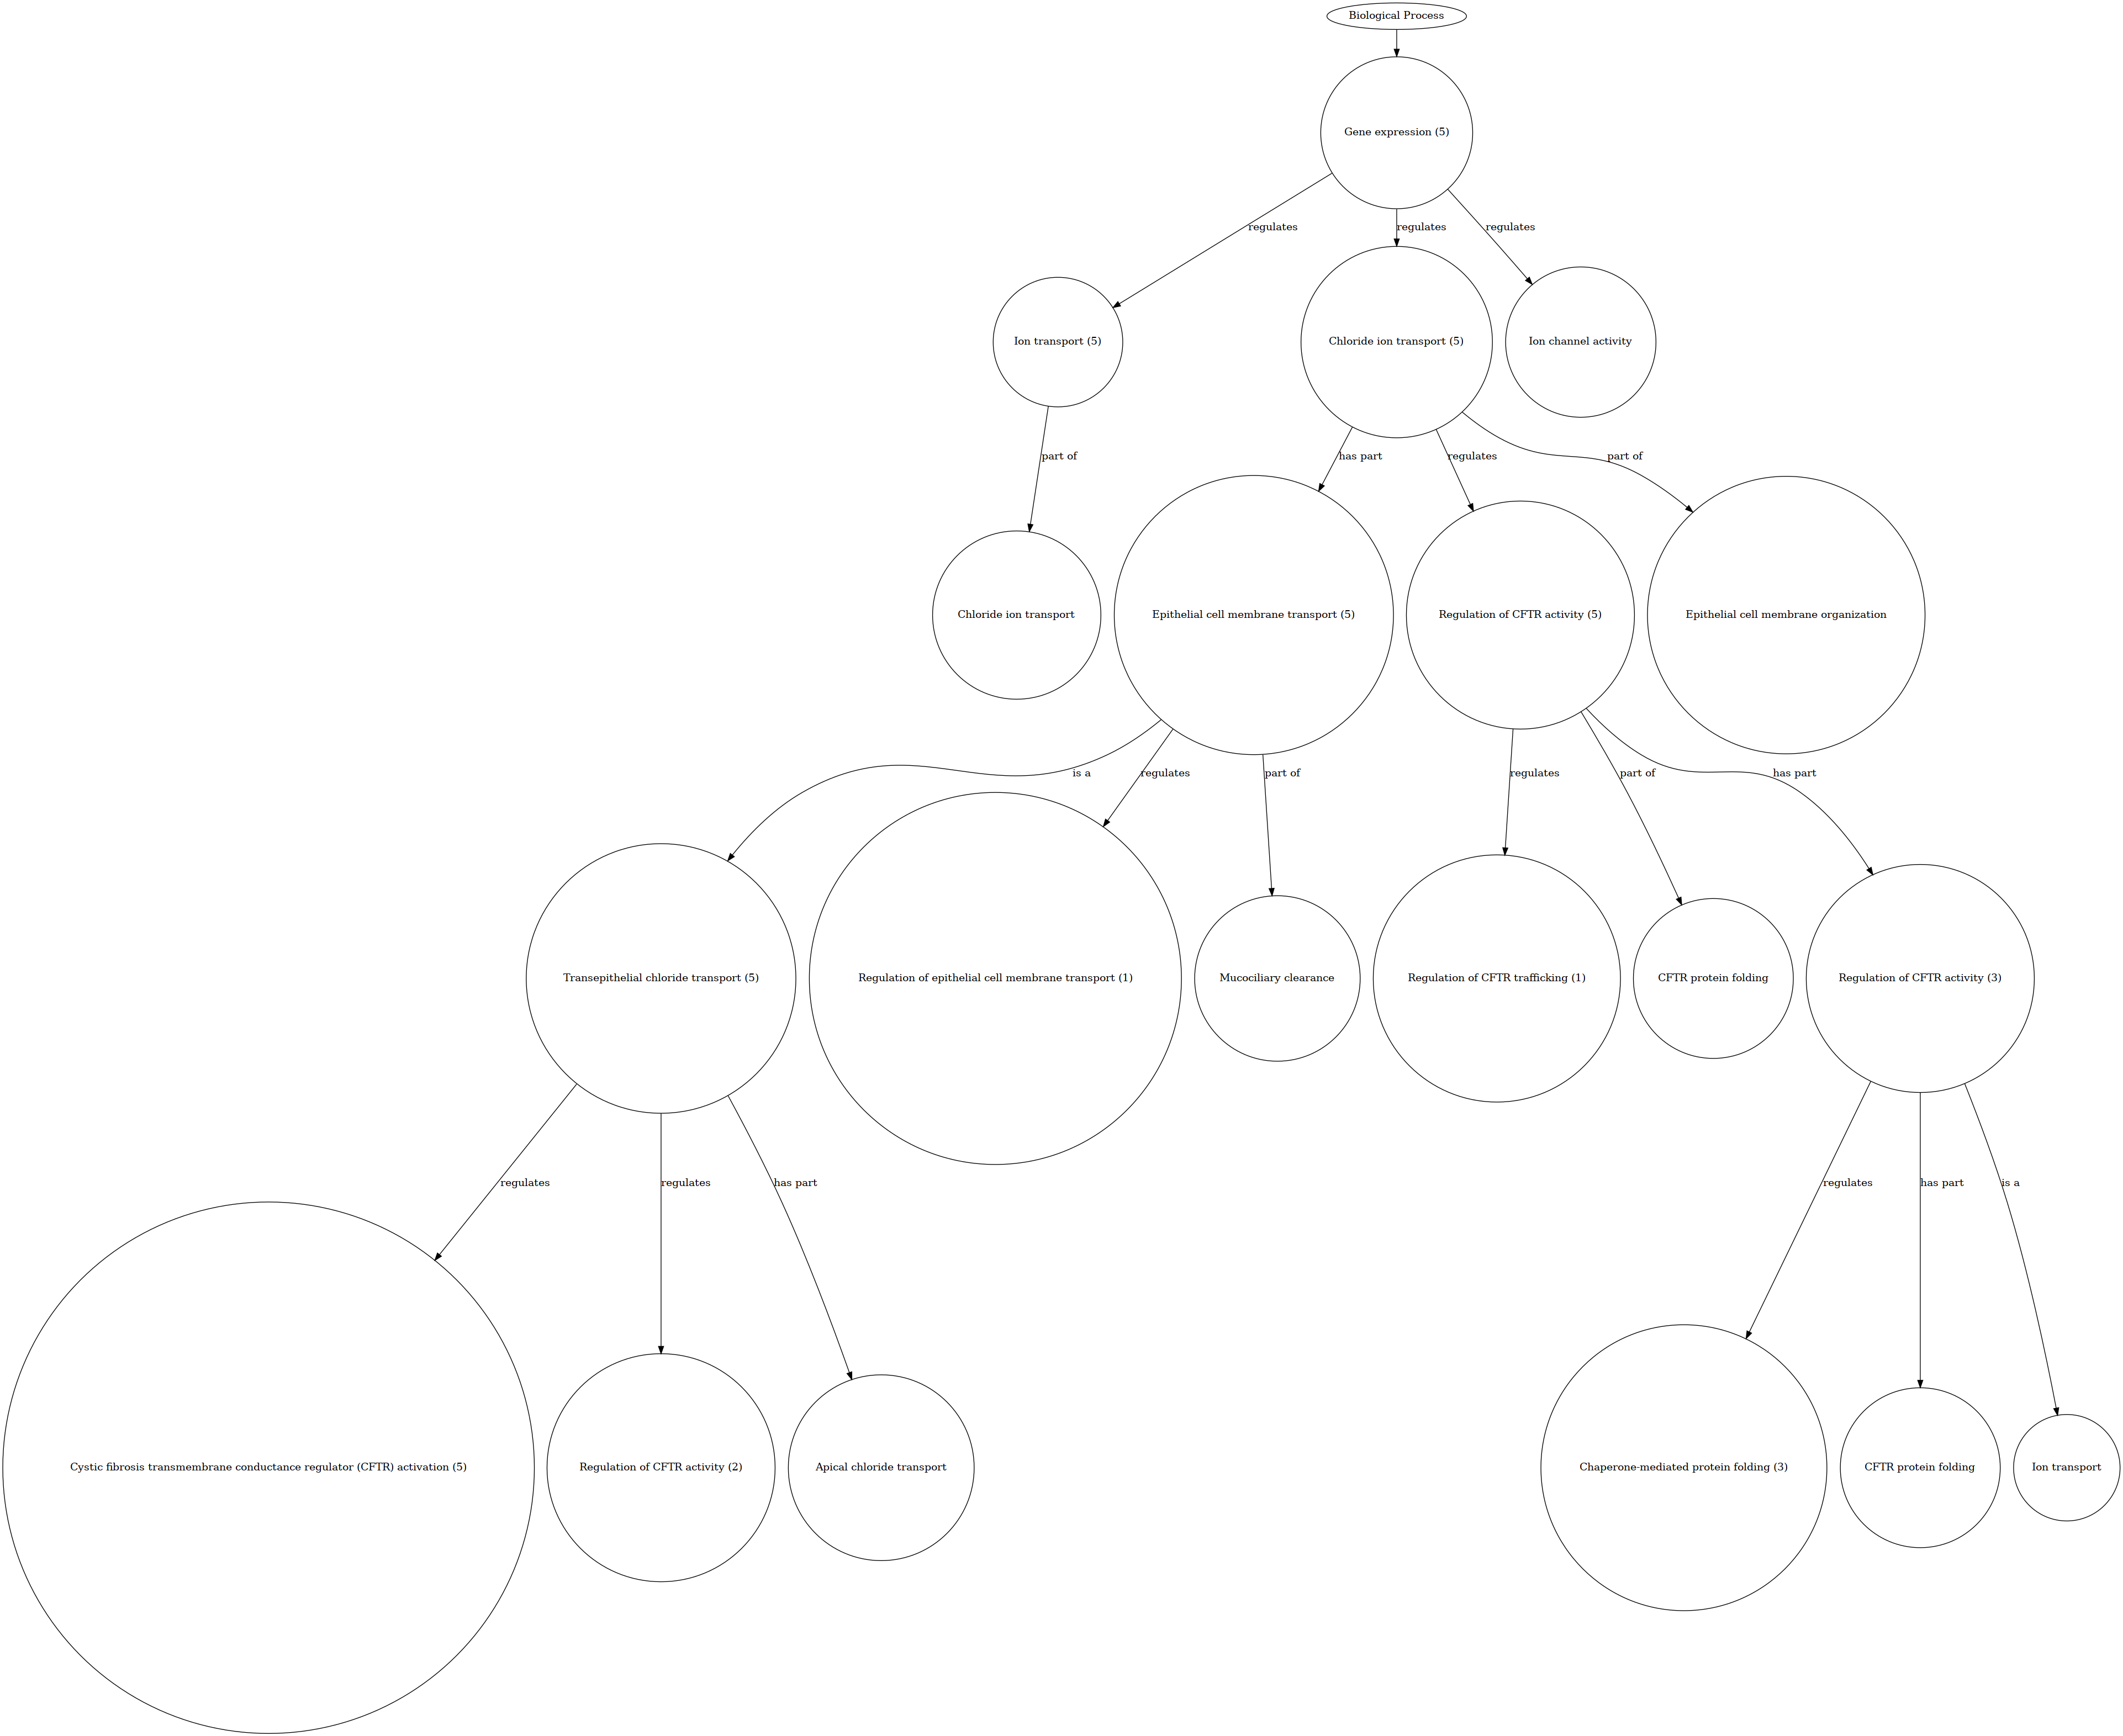 Biological Process
Gene expression (5)
regulates
regulates
regulates
Ion transport (5)
Chloride ion transport (5)
Ion channel activity
part of
has part
regulates
part of
Chloride ion transport
Epithelial cell membrane transport (5)
Regulation of CFTR activity (5)
Epithelial cell membrane organization
is a
regulates
part of
regulates
part of
has part
Transepithelial chloride transport (5)
Regulation of epithelial cell membrane transport (1)
Mucociliary clearance
Regulation of CFTR trafficking (1)
CFTR protein folding
Regulation of CFTR activity (3)
regulates
regulates
has part
regulates
has part
is a
Cystic fibrosis transmembrane conductance regulator (CFTR) activation (5)
Regulation of CFTR activity (2)
Apical chloride transport
Chaperone-mediated protein folding (3)
CFTR protein folding
Ion transport